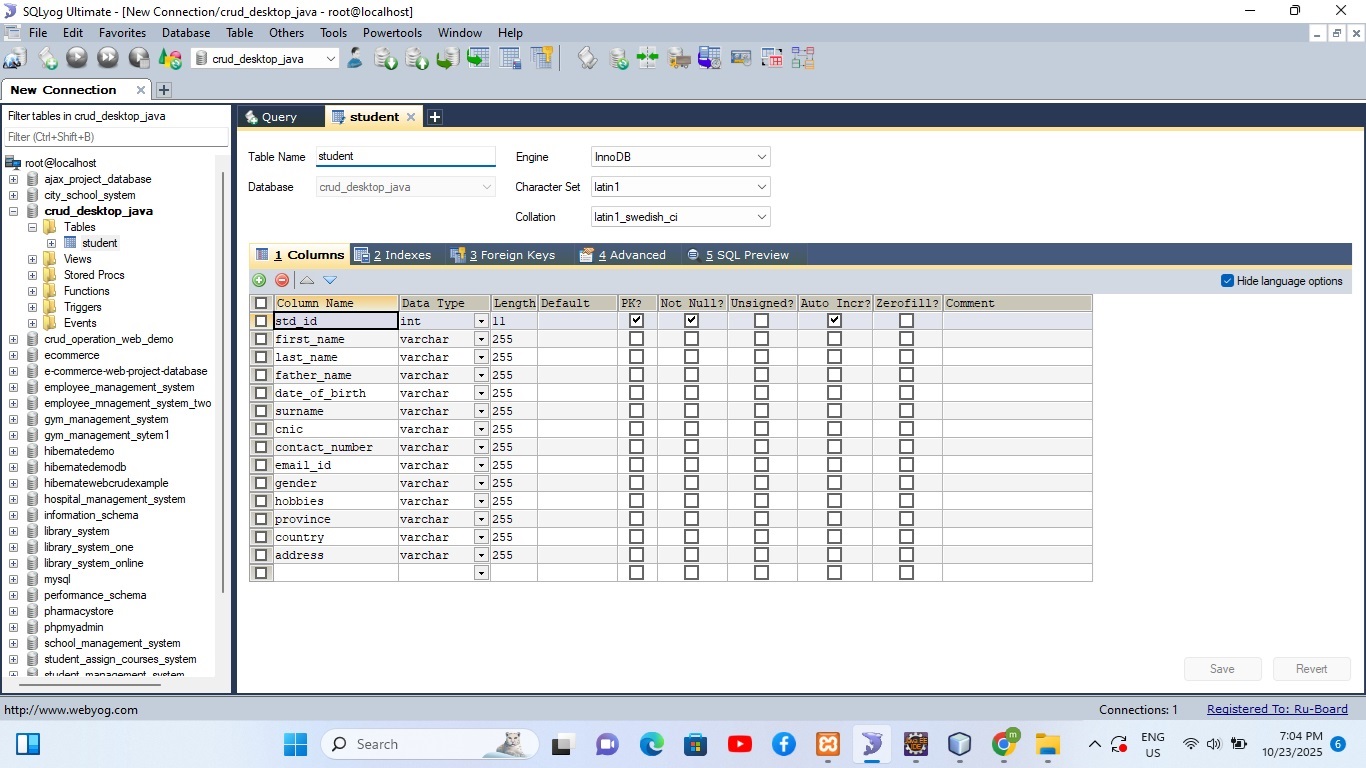 SQLyog Ultimate - [New Connection/crud_desktop_java - root@localhost]
File Edit Favorites Database Table Others Tools Powertools Window Help
crud_desktop_java
New Connection
Filter tables in crud_desktop_java
Filter (Ctrl+Shift+B)
root@localhost
ajax_project_database
city_school_system
crud_desktop_java
Tables
student
Views
Stored Procs
Functions
Triggers
Events
crud_operation_web_demo
ecommerce
e-commerce-web-project-database
employee_management_system
employee_mnagement_system_two
gym_management_system
gym_management_sytem1
hibernatedemo
hibernatedemodb
hibernatewebcrudexample
hospital_management_system
information_schema
library_system
library_system_one
library_system_online
mysql
performance_schema
pharmacystore
phpmyadmin
school_management_system
student_assign_courses_system
student_management_system
Query student
Table Name student Engine InnoDB
Database crud_desktop_java Character Set latin1
Collation latin1_swedish_ci
1 Columns 2 Indexes 3 Foreign Keys 4 Advanced 5 SQL Preview
Hide language options
Column Name Data Type Length Default PK? Not Null? Unsigned? Auto Incr? Zerofill? Comment
std_id int 11
first_name varchar 255
last_name varchar 255
father_name varchar 255
date_of_birth varchar 255
surname varchar 255
cnic varchar 255
contact_number varchar 255
email_id varchar 255
gender varchar 255
hobbies varchar 255
province varchar 255
country varchar 255
address varchar 255
Save Revert
http://www.webyog.com Connections: 1 Registered To: Ru-Board
Search
m
JAVA EE
IDE
ENG
US
7:04 PM
10/23/2025
6